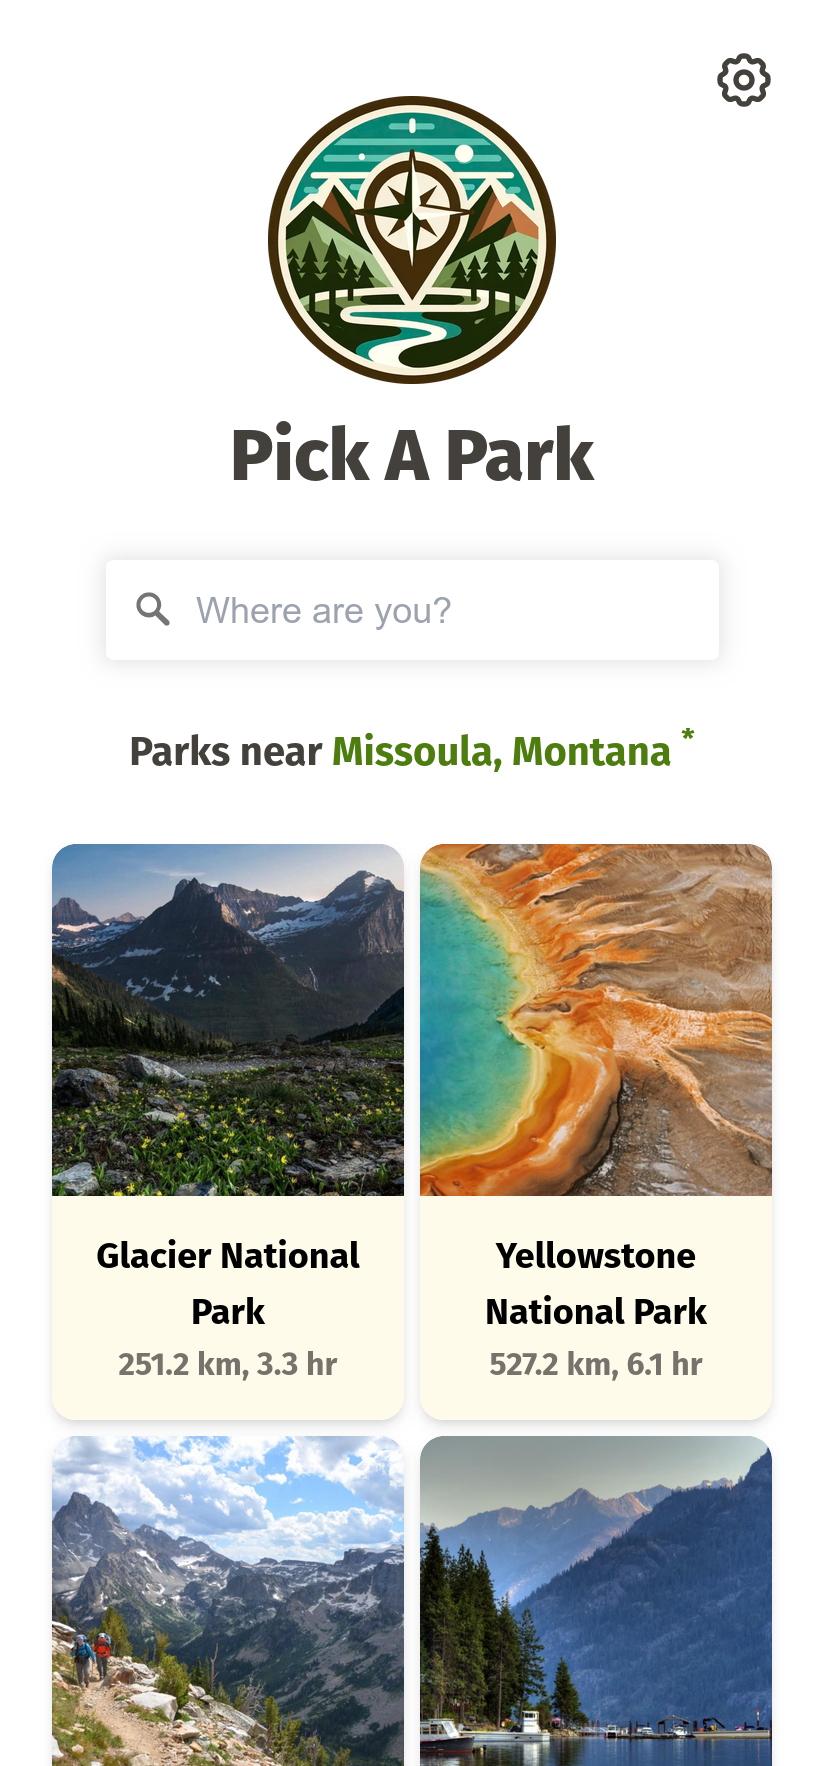 Pick A Park
Where are you?
Parks near Missoula, Montana *
Glacier National
Park
251.2 km, 3.3 hr
Yellowstone
National Park
527.2 km, 6.1 hr